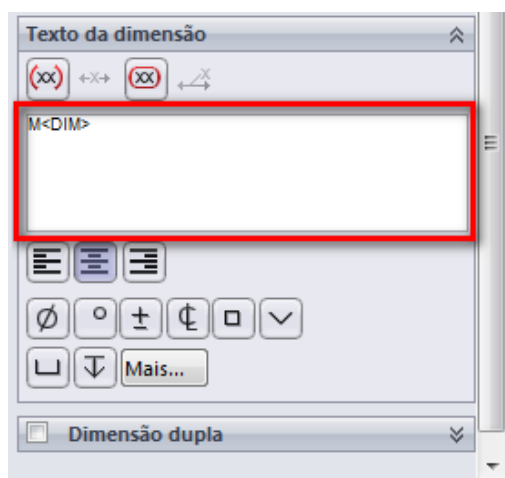 Texto da dimensão
(xx) ←X→ (xx) X
M<DIM>
Ø ° ± ℄
Mais...
Dimensão dupla